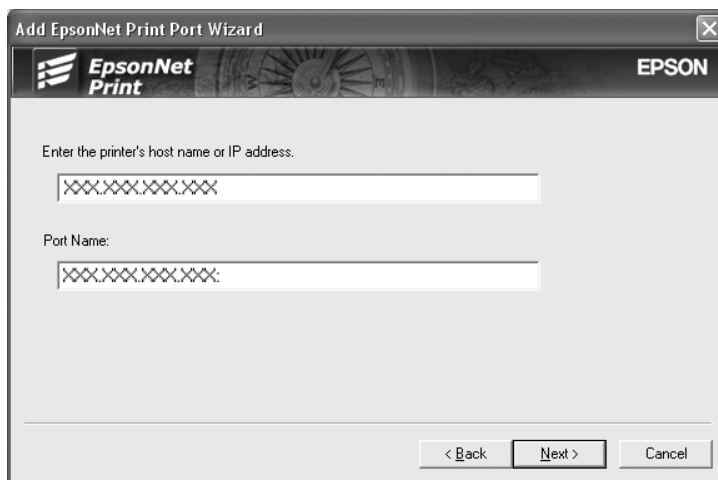 Add EpsonNet Print Port Wizard
EpsonNet
Print
EPSON
Enter the printer's host name or IP address.
XXX.XXX.XXX.XXX
Port Name:
XXX.XXX.XXX.XXX:
< Back
Next >
Cancel